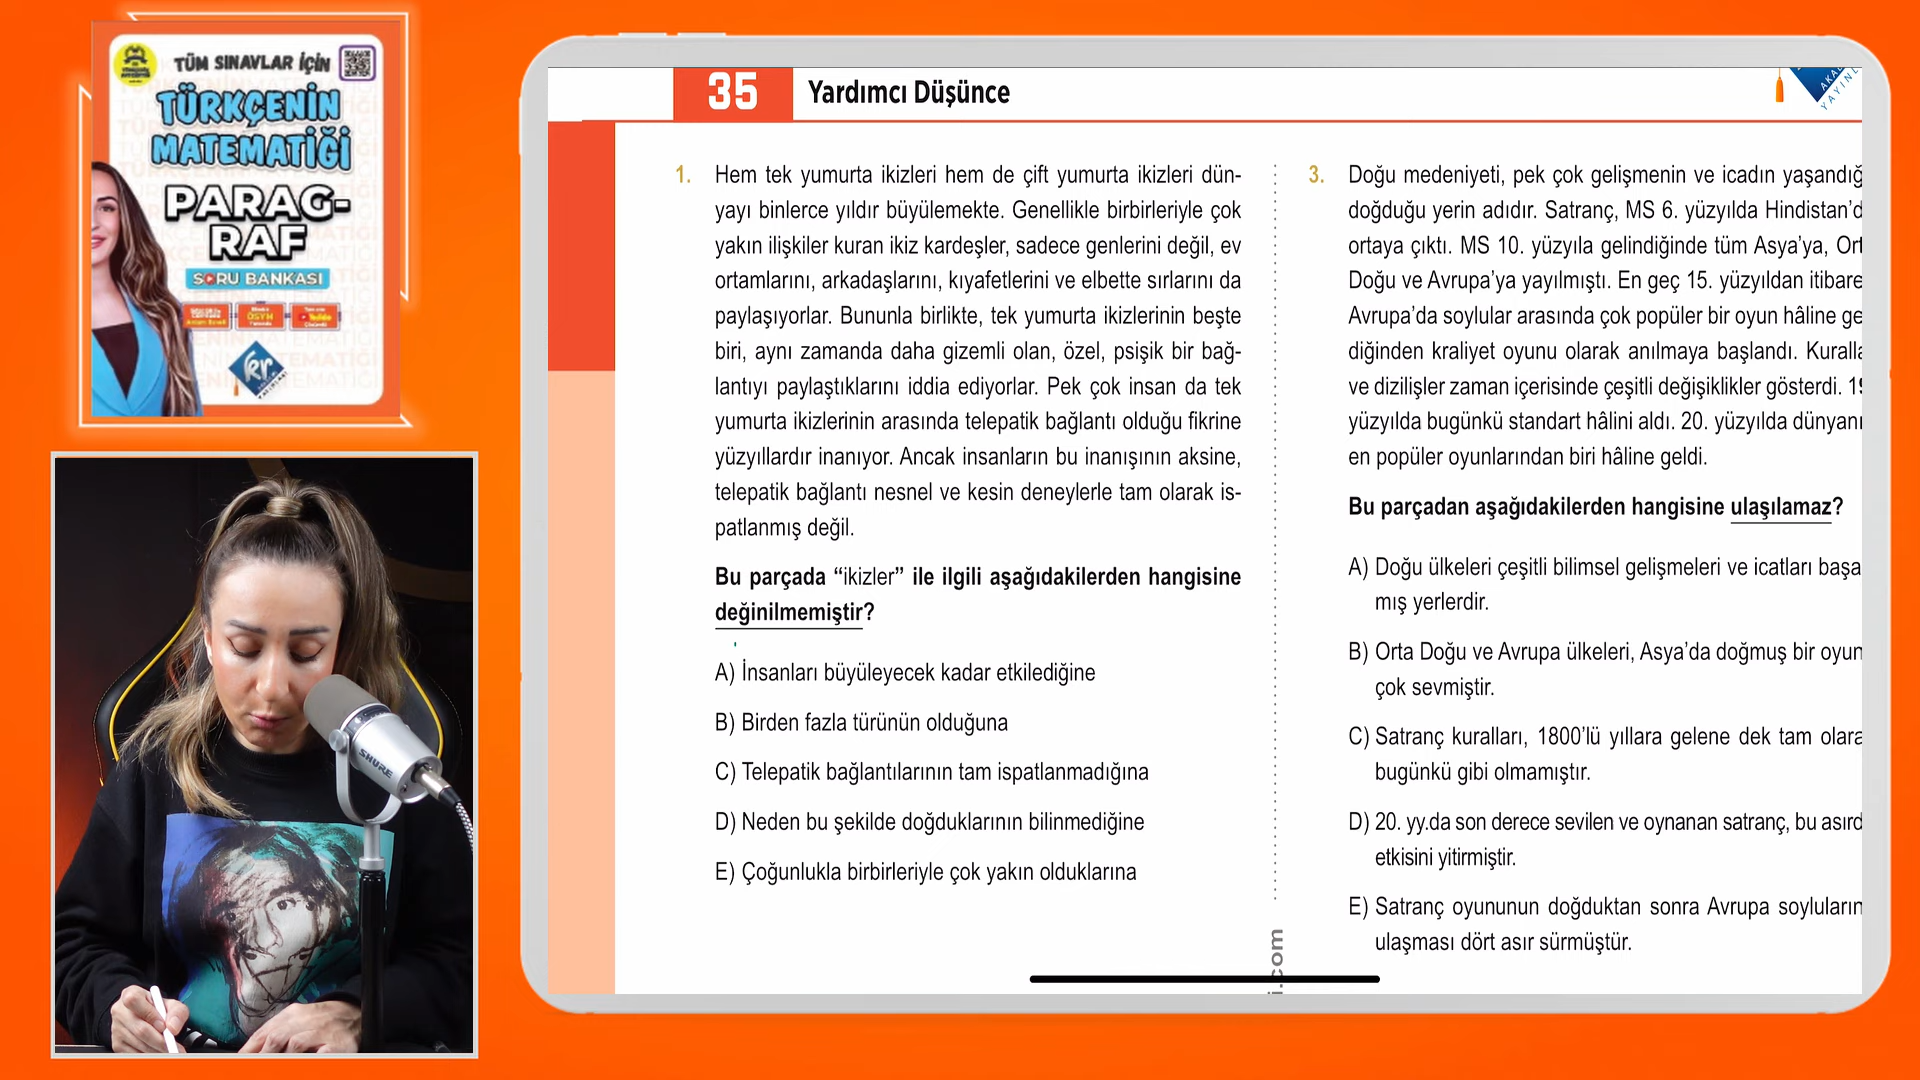 TÜM SINAVLAR İÇİN
TÜRKÇENİN
MATEMATİĞİ
PARAG-
RAF
SORU BANKASI
ÖSYM
SHURE
35
Yardımcı Düşünce
1. Hem tek yumurta ikizleri hem de çift yumurta ikizleri dün-
yayı binlerce yıldır büyülemekte. Genellikle birbirleriyle çok
yakın ilişkiler kuran ikiz kardeşler, sadece genlerini değil, ev
ortamlarını, arkadaşlarını, kıyafetlerini ve elbette sırlarını da
paylaşıyorlar. Bununla birlikte, tek yumurta ikizlerinin beşte
biri, aynı zamanda daha gizemli olan, özel, psişik bir bağ-
lantıyı paylaştıklarını iddia ediyorlar. Pek çok insan da tek
yumurta ikizlerinin arasında telepatik bağlantı olduğu fikrine
yüzyıllardır inanıyor. Ancak insanların bu inanışının aksine,
telepatik bağlantı nesnel ve kesin deneylerle tam olarak is-
patlanmış değil.
Bu parçada “ikizler” ile ilgili aşağıdakilerden hangisine
değinilmemiştir?
A) İnsanları büyüleyecek kadar etkilediğine
B) Birden fazla türünün olduğuna
C) Telepatik bağlantılarının tam ispatlanmadığına
D) Neden bu şekilde doğduklarının bilinmediğine
E) Çoğunlukla birbirleriyle çok yakın olduklarına
i.com
3. Doğu medeniyeti, pek çok gelişmenin ve icadın yaşandığ
doğduğu yerin adıdır. Satranç, MS 6. yüzyılda Hindistan’d
ortaya çıktı. MS 10. yüzyıla gelindiğinde tüm Asya’ya, Ort
Doğu ve Avrupa’ya yayılmıştı. En geç 15. yüzyıldan itibare
Avrupa’da soylular arasında çok popüler bir oyun hâline ge
diğinden kraliyet oyunu olarak anılmaya başlandı. Kuralla
ve dizilişler zaman içerisinde çeşitli değişiklikler gösterdi. 19
yüzyılda bugünkü standart hâlini aldı. 20. yüzyılda dünyanı
en popüler oyunlarından biri hâline geldi.
Bu parçadan aşağıdakilerden hangisine ulaşılamaz?
A) Doğu ülkeleri çeşitli bilimsel gelişmeleri ve icatları başa
mış yerlerdir.
B) Orta Doğu ve Avrupa ülkeleri, Asya’da doğmuş bir oyun
çok sevmiştir.
C) Satranç kuralları, 1800’lü yıllara gelene dek tam olara
bugünkü gibi olmamıştır.
D) 20. yy.da son derece sevilen ve oynanan satranç, bu asırd
etkisini yitirmiştir.
E) Satranç oyununun doğduktan sonra Avrupa soyluların
ulaşması dört asır sürmüştür.